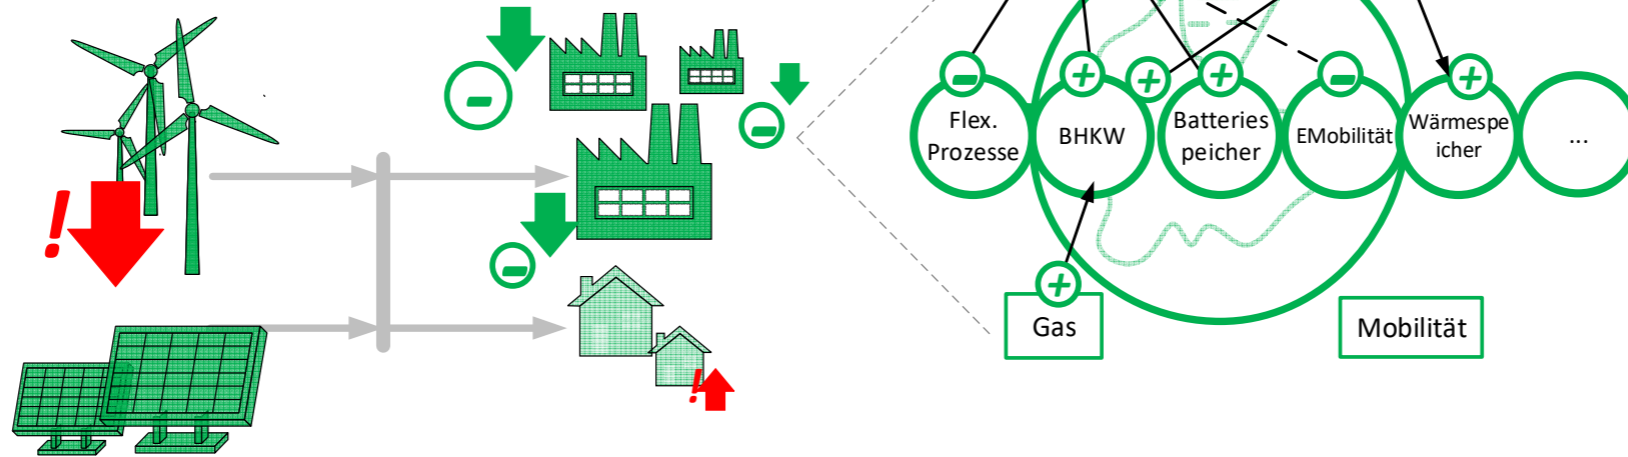 !
Flex.
Prozesse
BHKW
Batteries
peicher
EMobilität
Wärmespe
icher
...
Gas
Mobilität
!